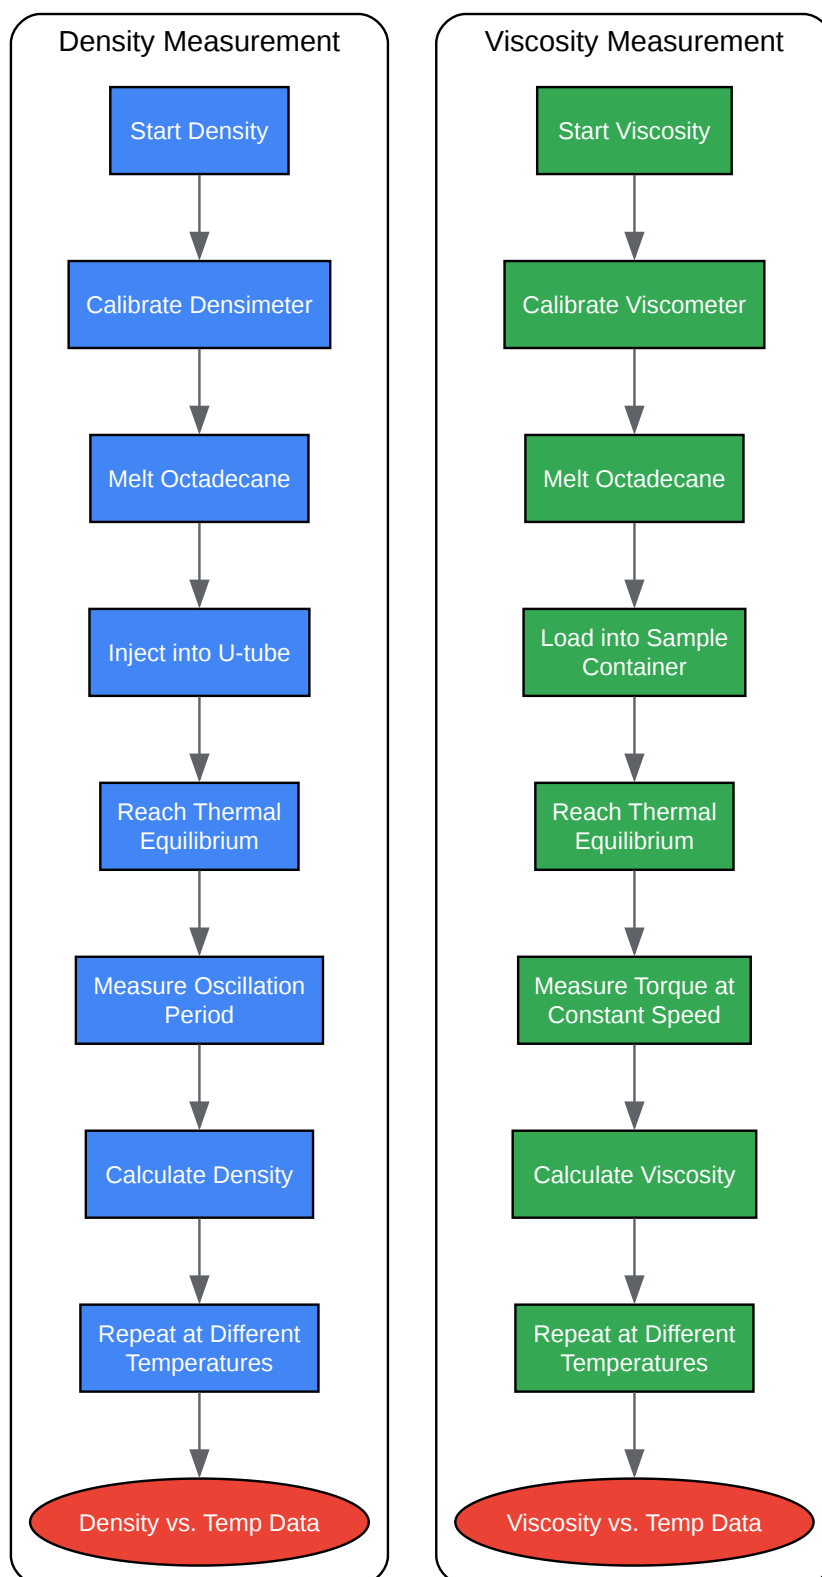 Density Measurement
Start Density
Calibrate Densimeter
Melt Octadecane
Inject into U-tube
Reach Thermal
Equilibrium
Measure Oscillation
Period
Calculate Density
Repeat at Different
Temperatures
Density vs. Temp Data
Viscosity Measurement
Start Viscosity
Calibrate Viscometer
Melt Octadecane
Load into Sample
Container
Reach Thermal
Equilibrium
Measure Torque at
Constant Speed
Calculate Viscosity
Repeat at Different
Temperatures
Viscosity vs. Temp Data